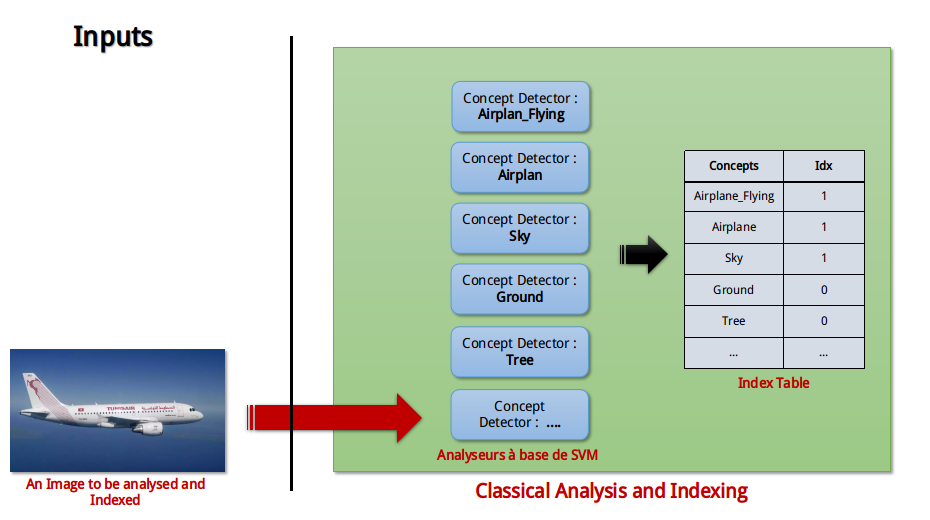 Inputs
Concept Detector :
Airplan_Flying
Concept Detector :
Airplan
Concept Detector :
Sky
Concept Detector :
Ground
Concept Detector :
Tree
Concept
Detector : ....
Analyseurs à base de SVM
Concepts Idx
Airplane_Flying 1
Airplane 1
Sky 1
Ground 0
Tree 0
... ...
Index Table
TUNISAIR
An Image to be analysed and
Indexed
Classical Analysis and Indexing